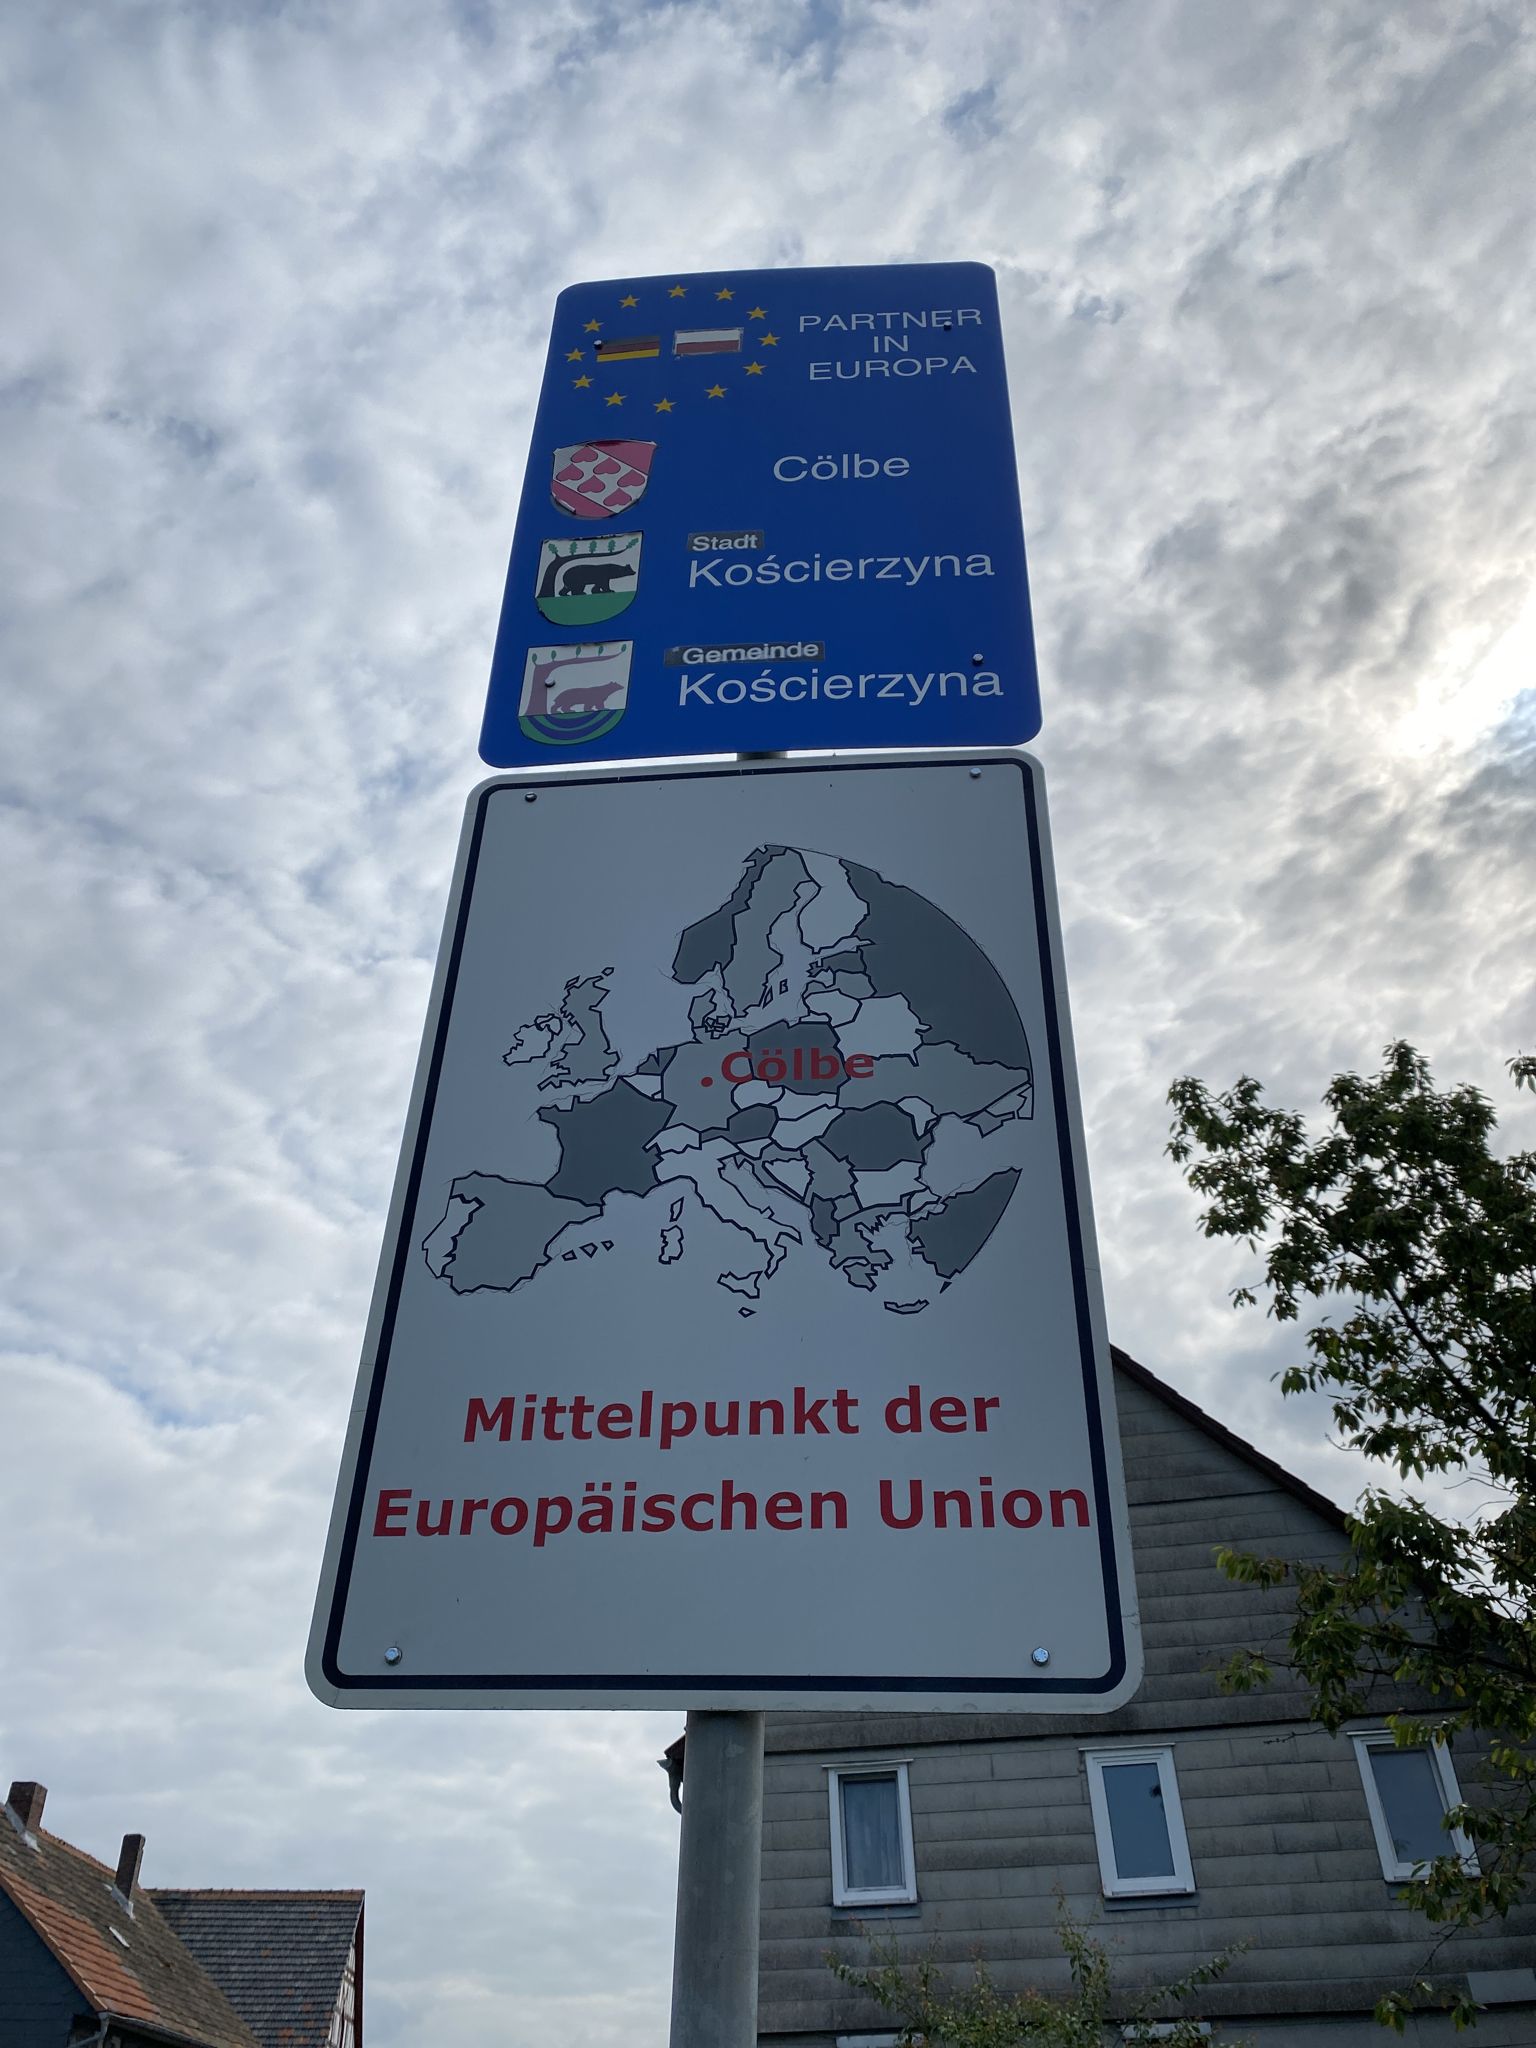 PARTNER
IN
EUROPA
Cölbe
Stadt
Kościerzyna
Gemeinde
Kościerzyna
.Cölbe
Mittelpunkt der
Europäischen Union